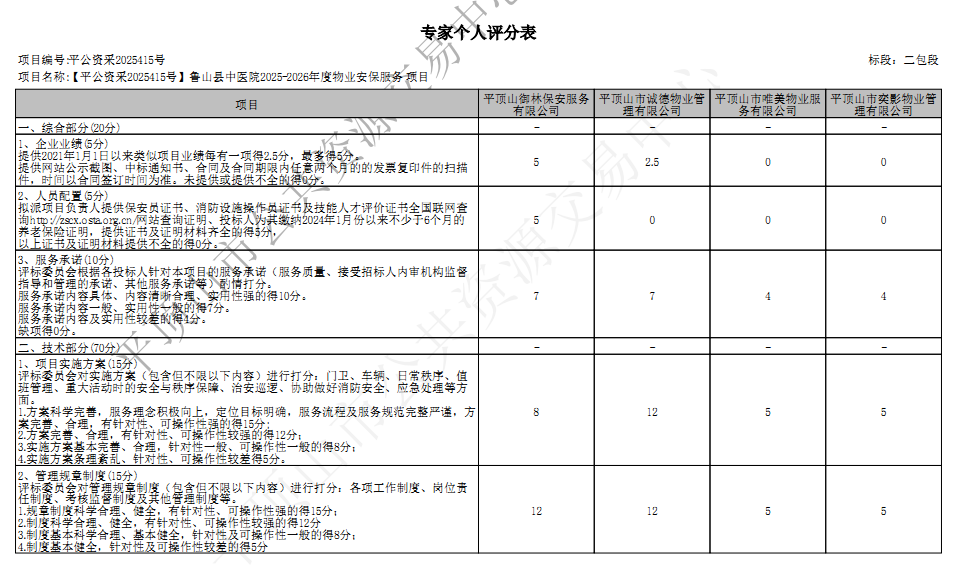 专家个人评分表
项目编号:平公资采2025415号
标段：二包段
项目名称:【平公资采2025415号】鲁山县中医院2025-2026年度物业安保服务 项目
项目
平顶山御林保安服务
有限公司
平顶山市诚德物业管
理有限公司
平顶山市唯美物业服
务有限公司
平顶山市奕影物业管
理有限公司
一、综合部分(20分)
- - - -
1、企业业绩(5分)
提供2021年1月1日以来类似项目业绩每有一项得2.5分，最多得5分。
提供网站公示截图、中标通知书、合同及合同期限内任意两个月的的发票复印件的扫描
件，时间以合同签订时间为准。未提供或提供不全的得0分。
5 2.5 0 0
2、人员配置(5分)
拟派项目负责人提供保安员证书、消防设施操作员证书及技能人才评价证书全国联网查
询http://zscx.osta.org.cn/网站查询证明、投标人为其缴纳2024年1月份以来不少于6个月的
养老保险证明，提供证书及证明材料齐全的得5分，
以上证书及证明材料提供不全的得0分。
5 0 0 0
3、服务承诺(10分)
评标委员会根据各投标人针对本项目的服务承诺（服务质量、接受招标人内审机构监督
指导和管理的承诺、其他服务承诺等）酌情打分。
服务承诺内容具体、内容清晰合理、实用性强的得10分。
服务承诺内容一般、实用性一般的得7分。
服务承诺内容及实用性较差的得4分。
缺项得0分。
7 7 4 4
二、技术部分(70分)
- - - -
1、项目实施方案(15分)
评标委员会对实施方案（包含但不限以下内容）进行打分：门卫、车辆、日常秩序、值
班管理、重大活动时的安全与秩序保障、治安巡逻、协助做好消防安全、应急处理等方
面。
1.方案科学完善，服务理念积极向上，定位目标明确，服务流程及服务规范完整严谨，方
案完善、合理，有针对性、可操作性强的得15分;
2.方案完善、合理，有针对性、可操作性较强的得12分;
3.实施方案基本完善、合理，针对性一般、可操作性一般的得8分;
4.实施方案条理紊乱、针对性、可操作性较差得5分。
8 12 5 5
2、管理规章制度(15分)
评标委员会对管理规章制度（包含但不限以下内容）进行打分：各项工作制度、岗位责
任制度、考核监督制度及其他管理制度等。
1.规章制度科学合理、健全，有针对性、可操作性强的得15分;
2.制度科学合理、健全，有针对性、可操作性较强的得12分
3.制度基本科学合理、基本健全，针对性及可操作性一般的得8分;
4.制度基本健全，针对性及可操作性较差的得5分
12 12 5 5
平顶山市公共资源交易中心
平顶山市公共资源交易中心